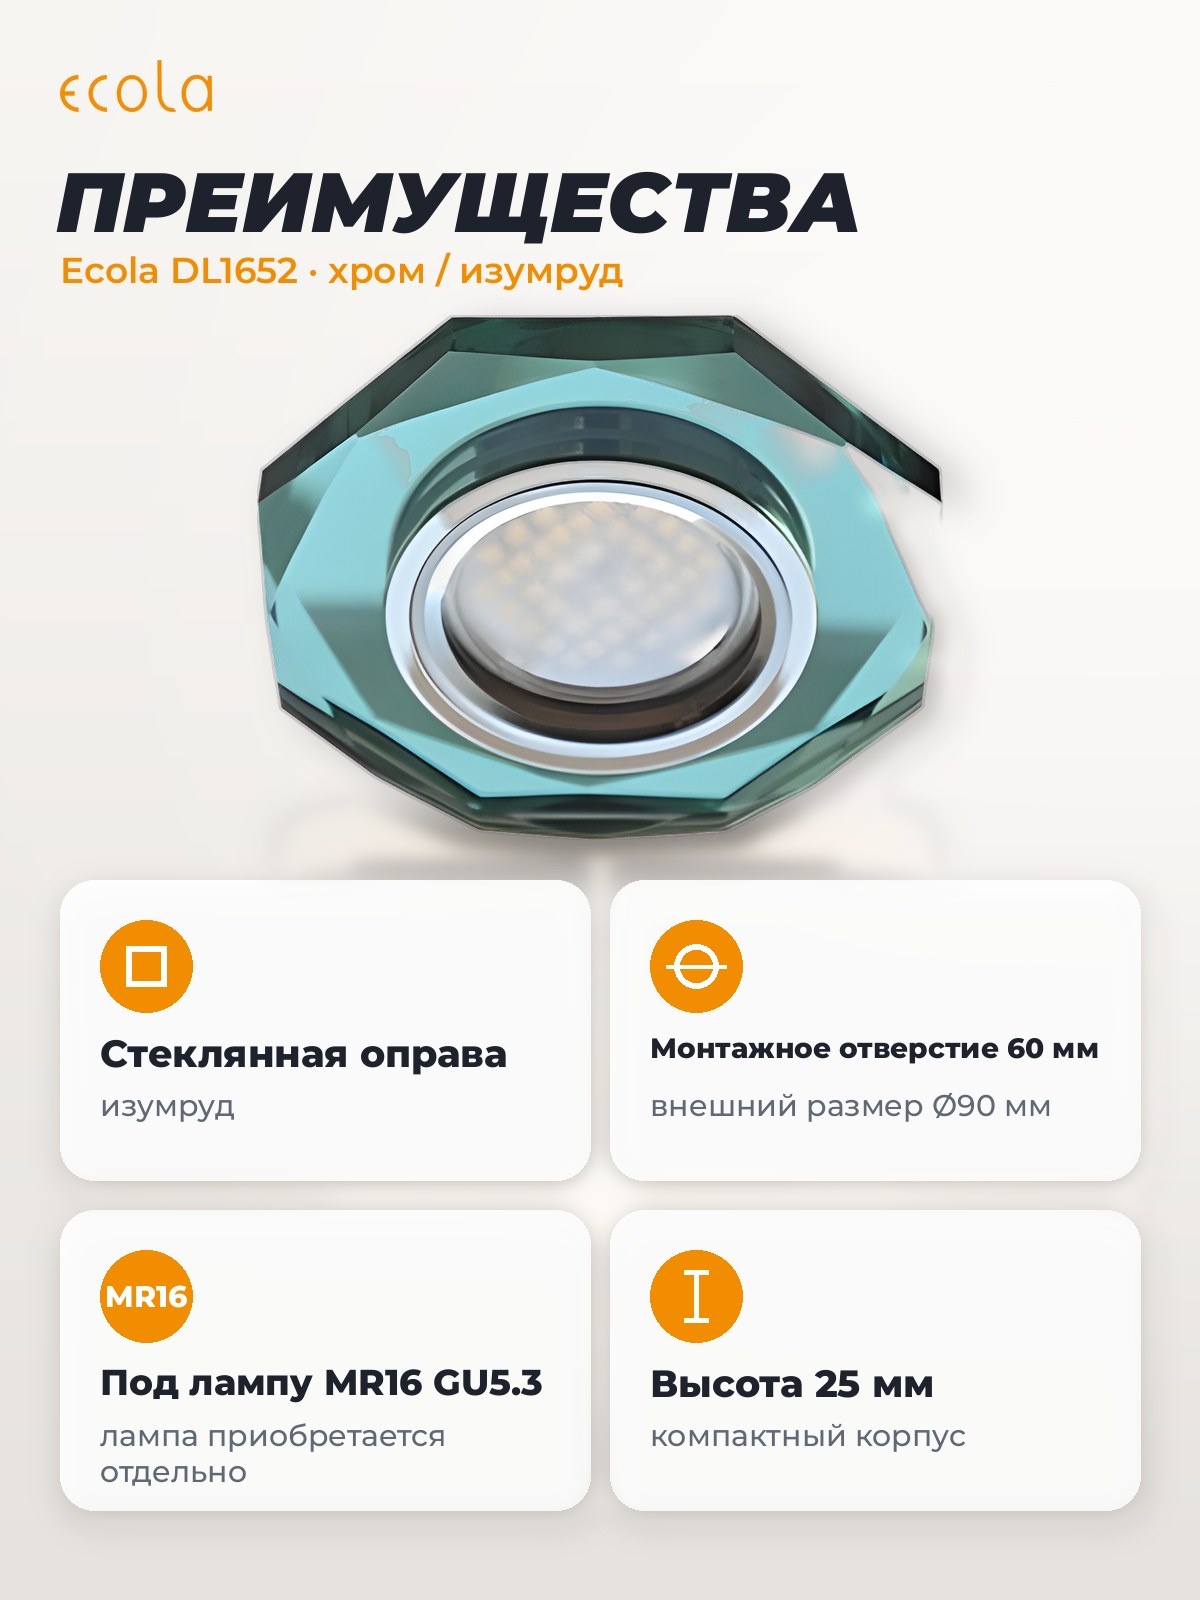 ecola
ПРЕИМУЩЕСТВА
Ecola DL1652 · хром / изумруд
Стеклянная оправа
изумруд
Монтажное отверстие 60 мм
внешний размер Ø90 мм
MR16
Под лампу MR16 GU5.3
лампа приобретается
отдельно
Высота 25 мм
компактный корпус